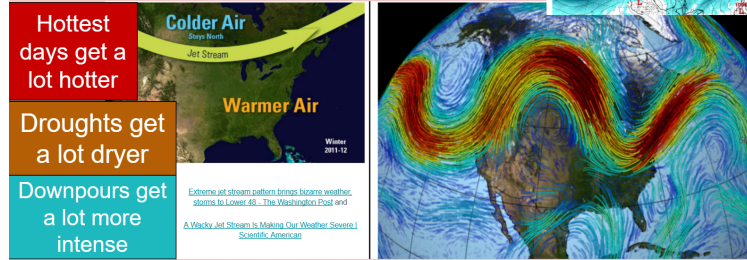 Hottest
days get a
lot hotter
Droughts get
a lot dryer
Downpours get
a lot more
intense
Colder Air
Stays North
Jet Stream
Warmer Air
Winter
2011-12
Extreme jet stream pattern brings bizarre weather,
storms to Lower 48 - The Washington Post and
A Wacky Jet Stream Is Making Our Weather Severe |
Scientific American
L